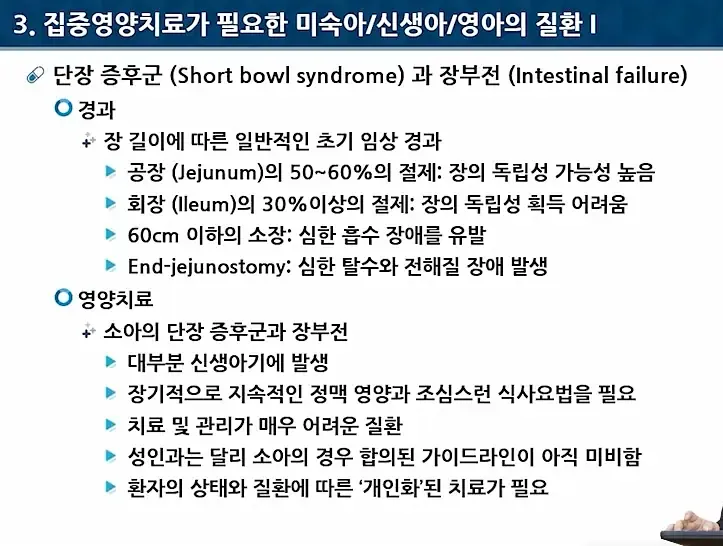 3. 집중영양치료가 필요한 미숙아/신생아/영아의 질환 I
단장 증후군 (Short bowl syndrome) 과 장부전 (Intestinal failure)
경과
장 길이에 따른 일반적인 초기 임상 경과
공장 (Jejunum)의 50~60%의 절제: 장의 독립성 가능성 높음
회장 (Ileum)의 30%이상의 절제: 장의 독립성 획득 어려움
60cm 이하의 소장: 심한 흡수 장애를 유발
End-jejunostomy: 심한 탈수와 전해질 장애 발생
영양치료
소아의 단장 증후군과 장부전
대부분 신생아기에 발생
장기적으로 지속적인 정맥 영양과 조심스런 식사요법을 필요
치료 및 관리가 매우 어려운 질환
성인과는 달리 소아의 경우 합의된 가이드라인이 아직 미비함
환자의 상태와 질환에 따른 '개인화'된 치료가 필요